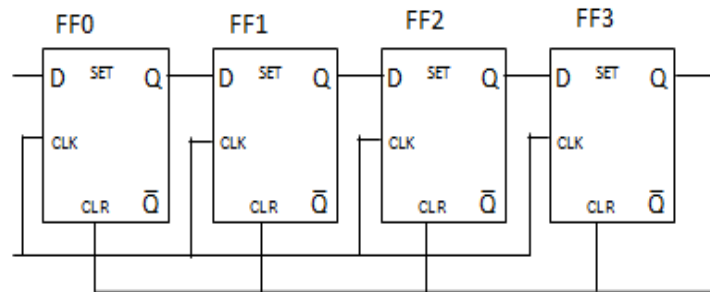 FF0 FF1 FF2 FF3
D SET Q D SET Q D SET Q D SET Q
CLK CLK CLK CLK
CLR Q̅ CLR Q̅ CLR Q̅ CLR Q̅